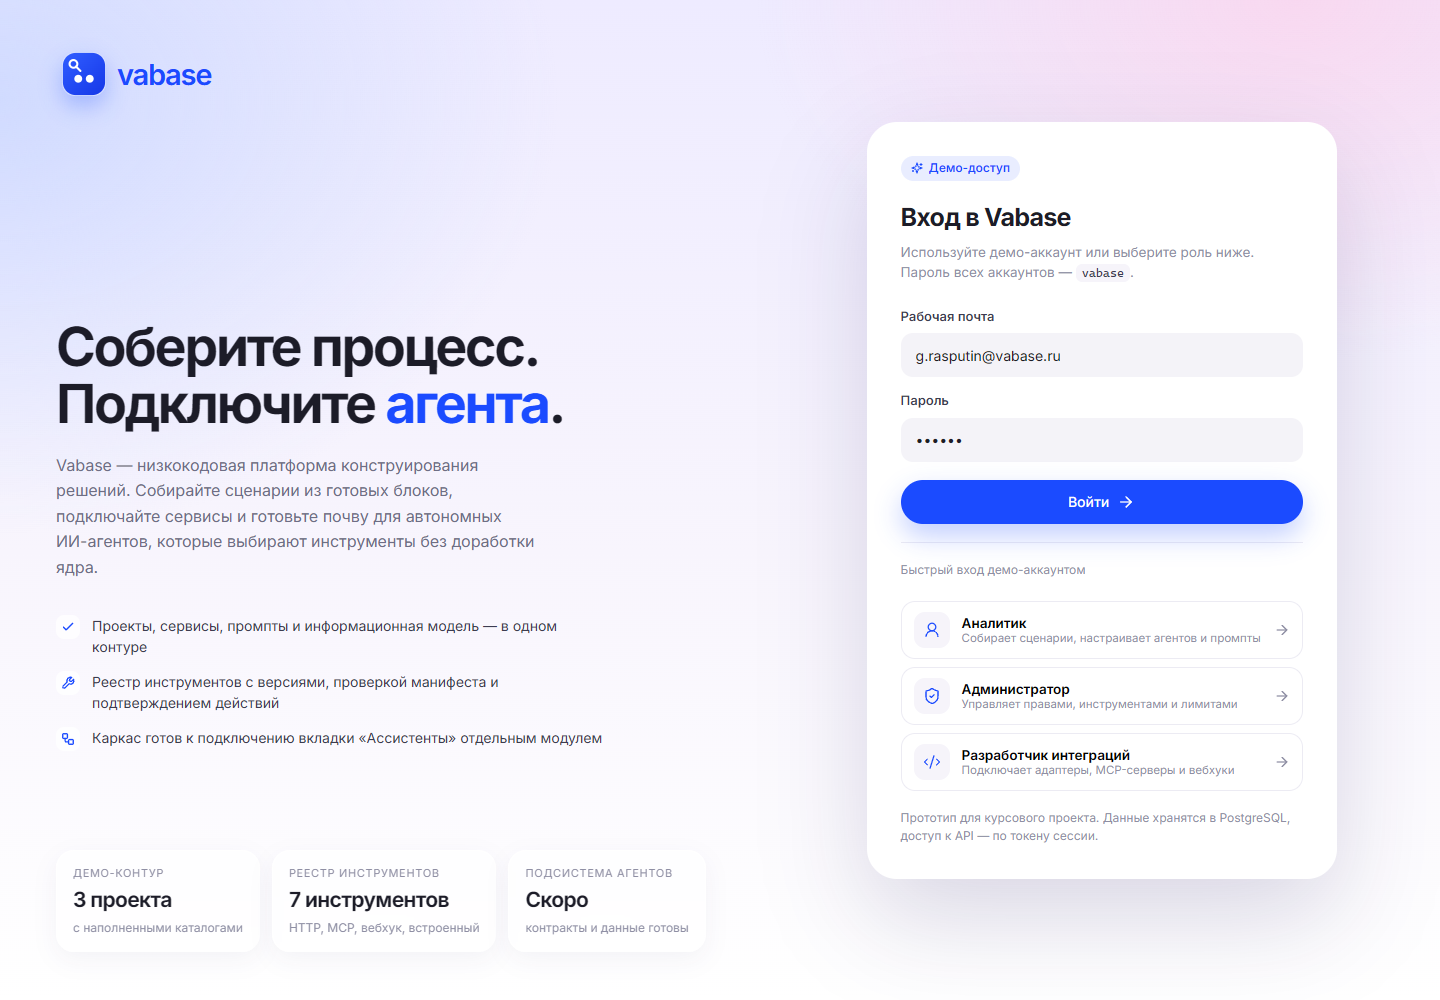 vabase
Соберите процесс.
Подключите агента.
Vabase — низкокодовая платформа конструирования
решений. Собирайте сценарии из готовых блоков,
подключайте сервисы и готовьте почву для автономных
ИИ-агентов, которые выбирают инструменты без доработки
ядра.
Проекты, сервисы, промпты и информационная модель — в одном
контуре
Реестр инструментов с версиями, проверкой манифеста и
подтверждением действий
Каркас готов к подключению вкладки «Ассистенты» отдельным модулем
ДЕМО-КОНТУР
3 проекта
с наполненными каталогами
РЕЕСТР ИНСТРУМЕНТОВ
7 инструментов
HTTP, MCP, вебхук, встроенный
ПОДСИСТЕМА АГЕНТОВ
Скоро
контракты и данные готовы
Демо-доступ
Вход в Vabase
Используйте демо-аккаунт или выберите роль ниже.
Пароль всех аккаунтов — vabase.
Рабочая почта
g.rasputin@vabase.ru
Пароль
••••••
Войти
Быстрый вход демо-аккаунтом
Аналитик
Собирает сценарии, настраивает агентов и промпты
Администратор
Управляет правами, инструментами и лимитами
Разработчик интеграций
Подключает адаптеры, MCP-серверы и вебхуки
Прототип для курсового проекта. Данные хранятся в PostgreSQL,
доступ к API — по токену сессии.